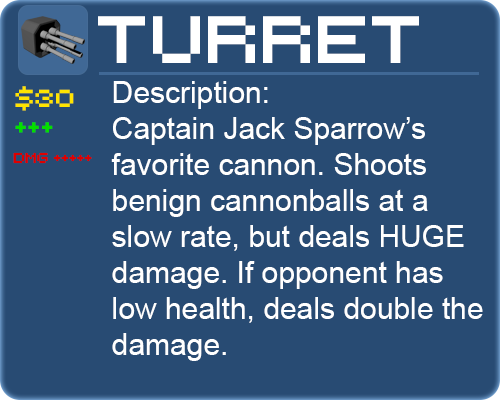 TURRET
$30
+++
DMG +++++
Description:
Captain Jack Sparrow’s
favorite cannon. Shoots
benign cannonballs at a
slow rate, but deals HUGE
damage. If opponent has
low health, deals double the
damage.